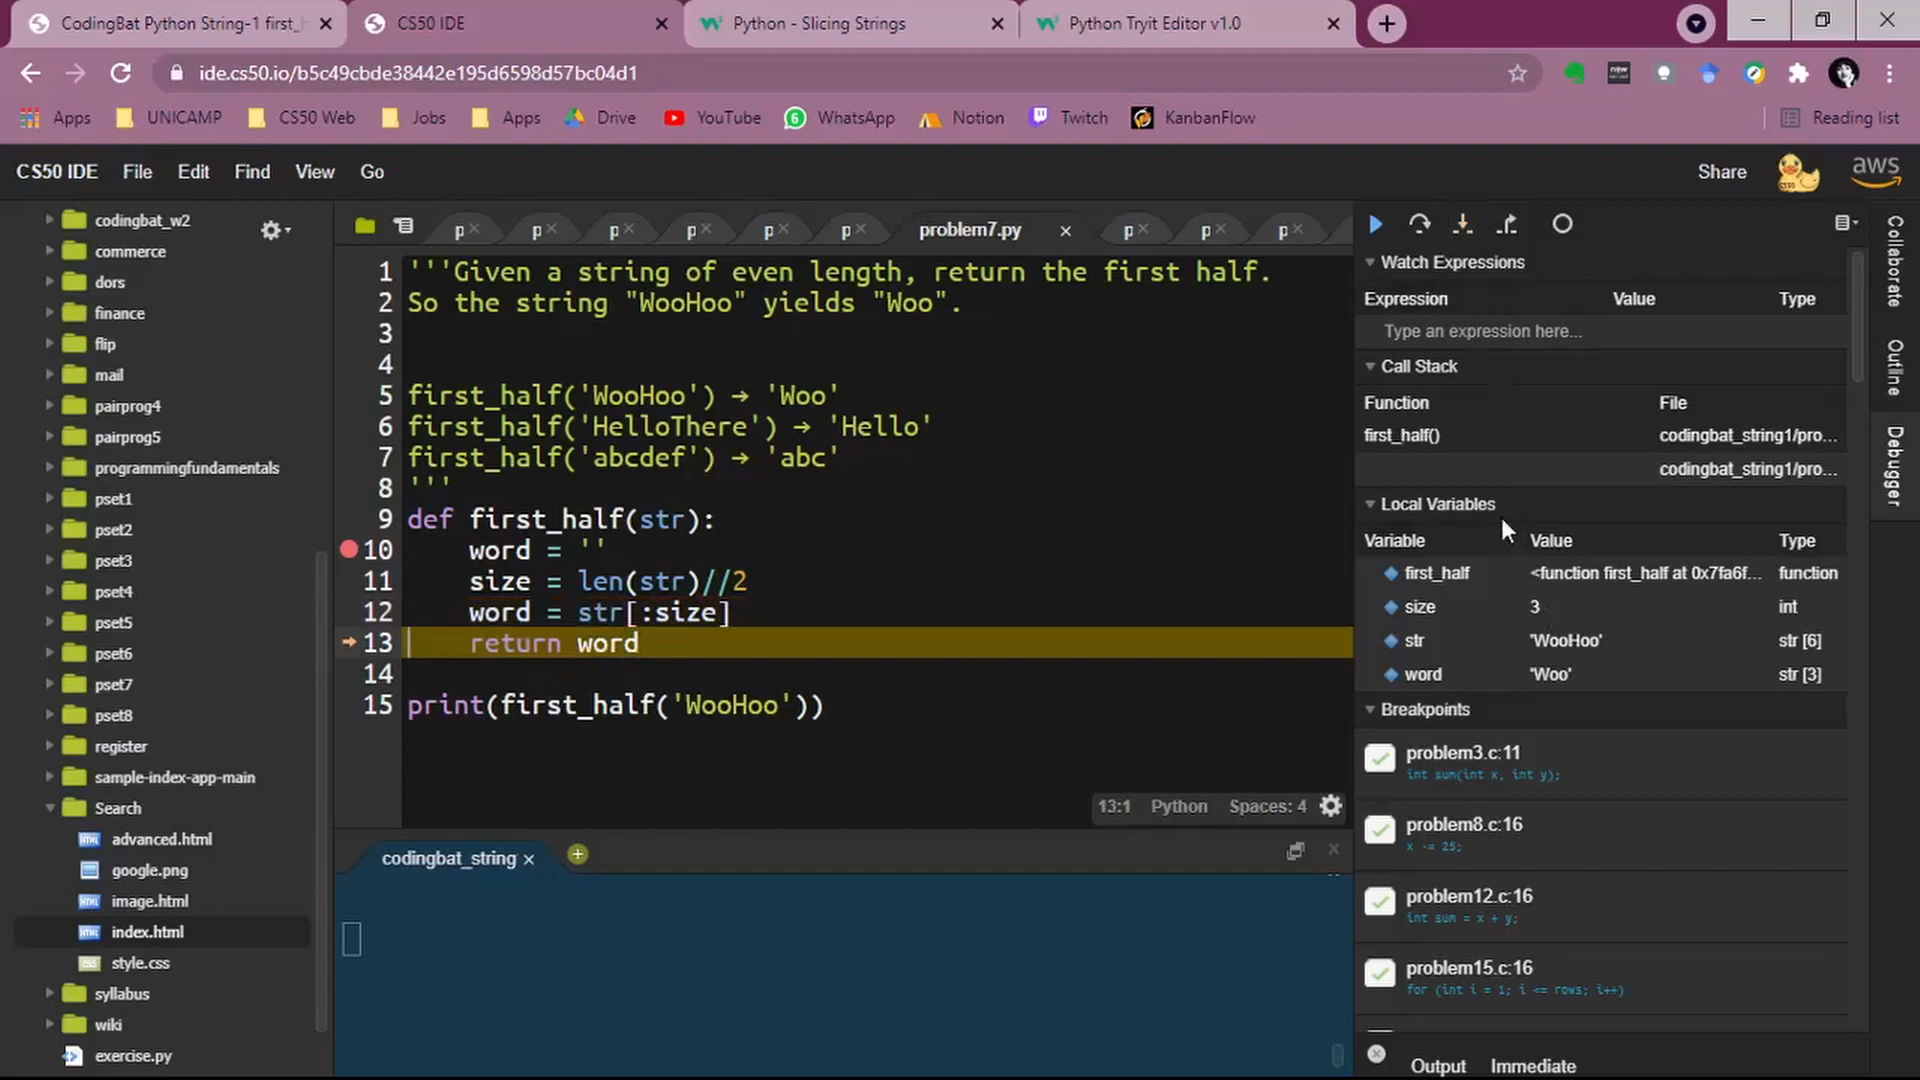 CodingBat Python String-1 first_h
CS50 IDE
Python - Slicing Strings
Python Tryit Editor v1.0
ide.cs50.io/b5c49cbde38442e195d6598d57bc04d1
Apps
UNICAMP
CS50 Web
Jobs
Apps
Drive
YouTube
WhatsApp
Notion
Twitch
KanbanFlow
Reading list
CS50 IDE
File
Edit
Find
View
Go
Share
aws
codingbat_w2
commerce
dors
finance
flip
mail
pairprog4
pairprog5
programmingfundamentals
pset1
pset2
pset3
pset4
pset5
pset6
pset7
pset8
register
sample-index-app-main
Search
advanced.html
google.png
image.html
index.html
style.css
syllabus
wiki
exercise.py
p
p
p
p
p
p
problem7.py
p
p
p
1 '''Given a string of even length, return the first half.
2 So the string "WooHoo" yields "Woo".
3
4
5 first_half('WooHoo') → 'Woo'
6 first_half('HelloThere') → 'Hello'
7 first_half('abcdef') → 'abc'
8 '''
9 def first_half(str):
10 word = ''
11 size = len(str)//2
12 word = str[:size]
13 return word
14
15 print(first_half('WooHoo'))
13:1 Python Spaces: 4
codingbat_string
Watch Expressions
Expression Value Type
Type an expression here...
Call Stack
Function File
first_half() codingbat_string1/pro...
codingbat_string1/pro...
Local Variables
Variable Value Type
first_half <function first_half at 0x7fa6f... function
size 3 int
str 'WooHoo' str [6]
word 'Woo' str [3]
Breakpoints
problem3.c:11
int sum(int x, int y);
problem8.c:16
x -= 25;
problem12.c:16
int sum = x + y;
problem15.c:16
for (int i = 1; i <= rows; i++)
Output
Immediate
Collaborate
Outline
Debugger